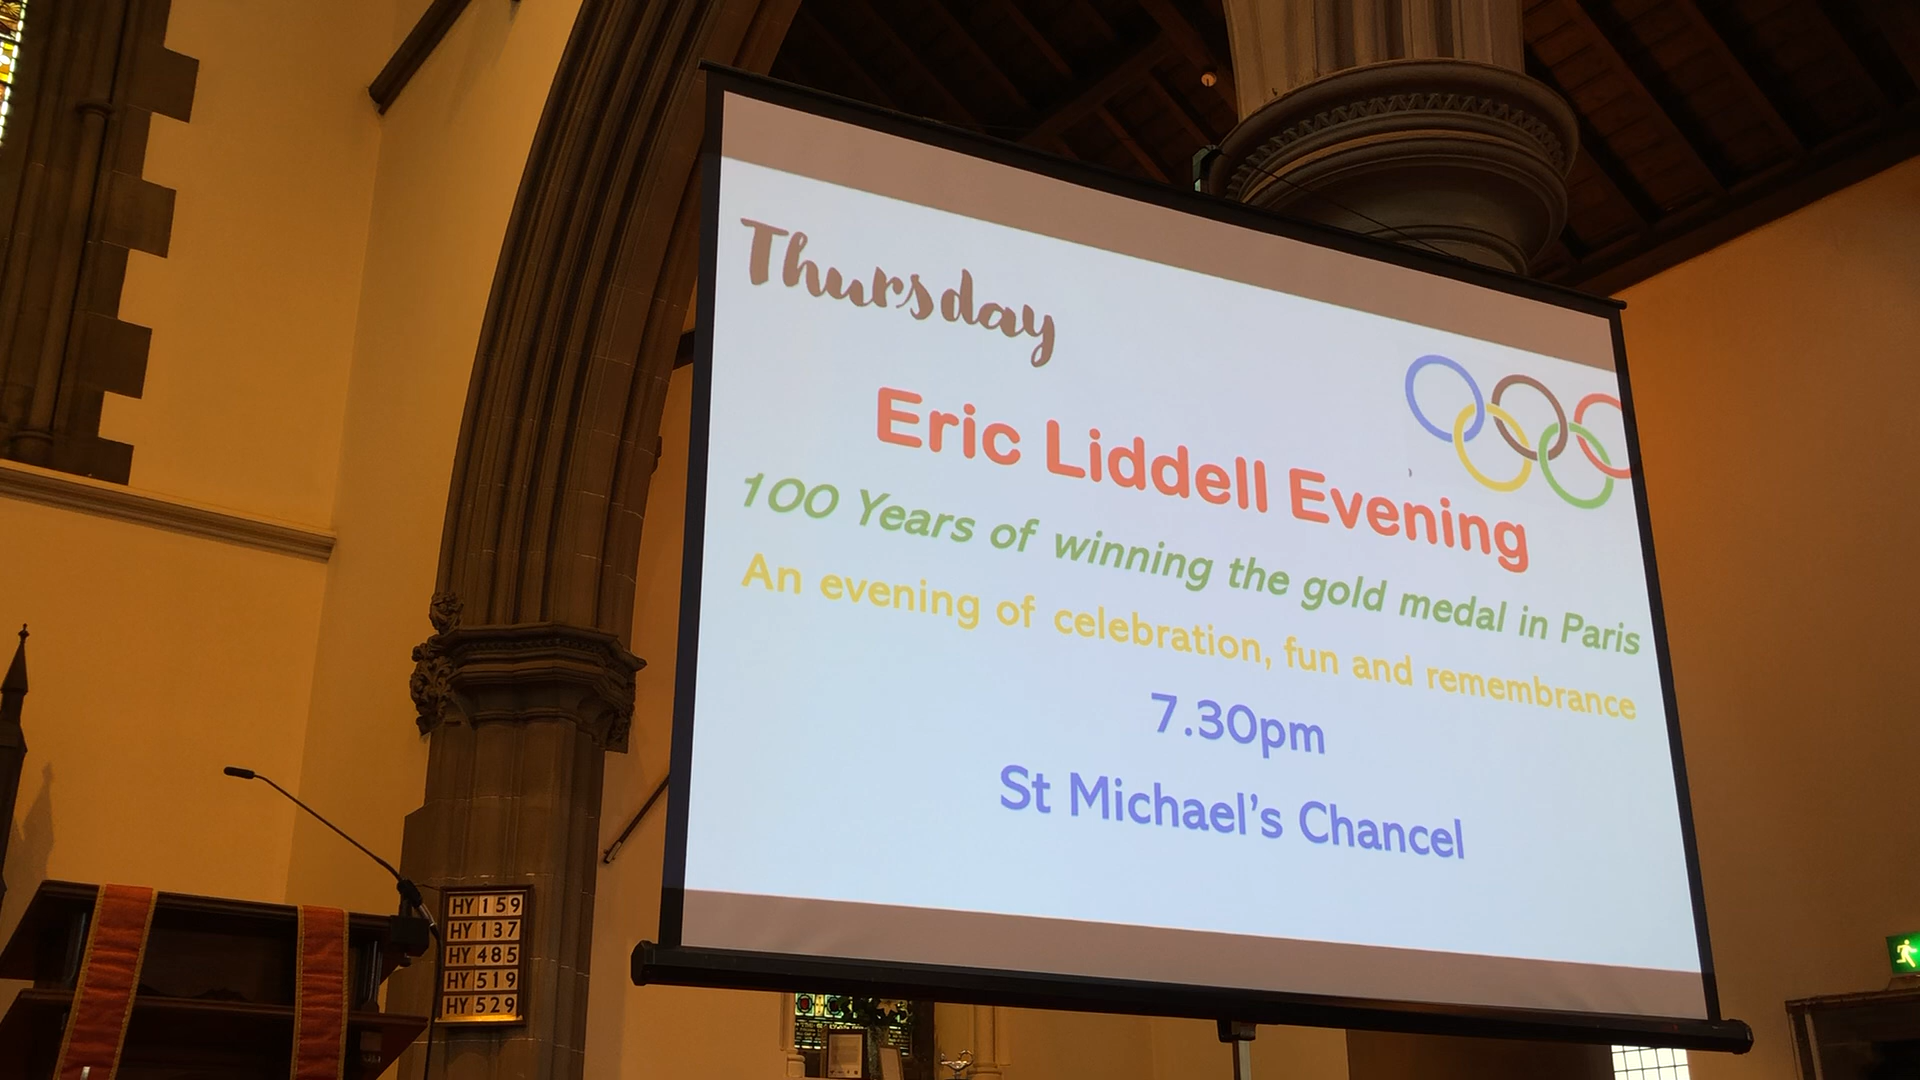 Thursday
Eric Liddell Evening
100 Years of winning the gold medal in Paris
An evening of celebration, fun and remembrance
7.30pm
St Michael's Chancel
HY 159
HY 137
HY 485
HY 519
HY 529